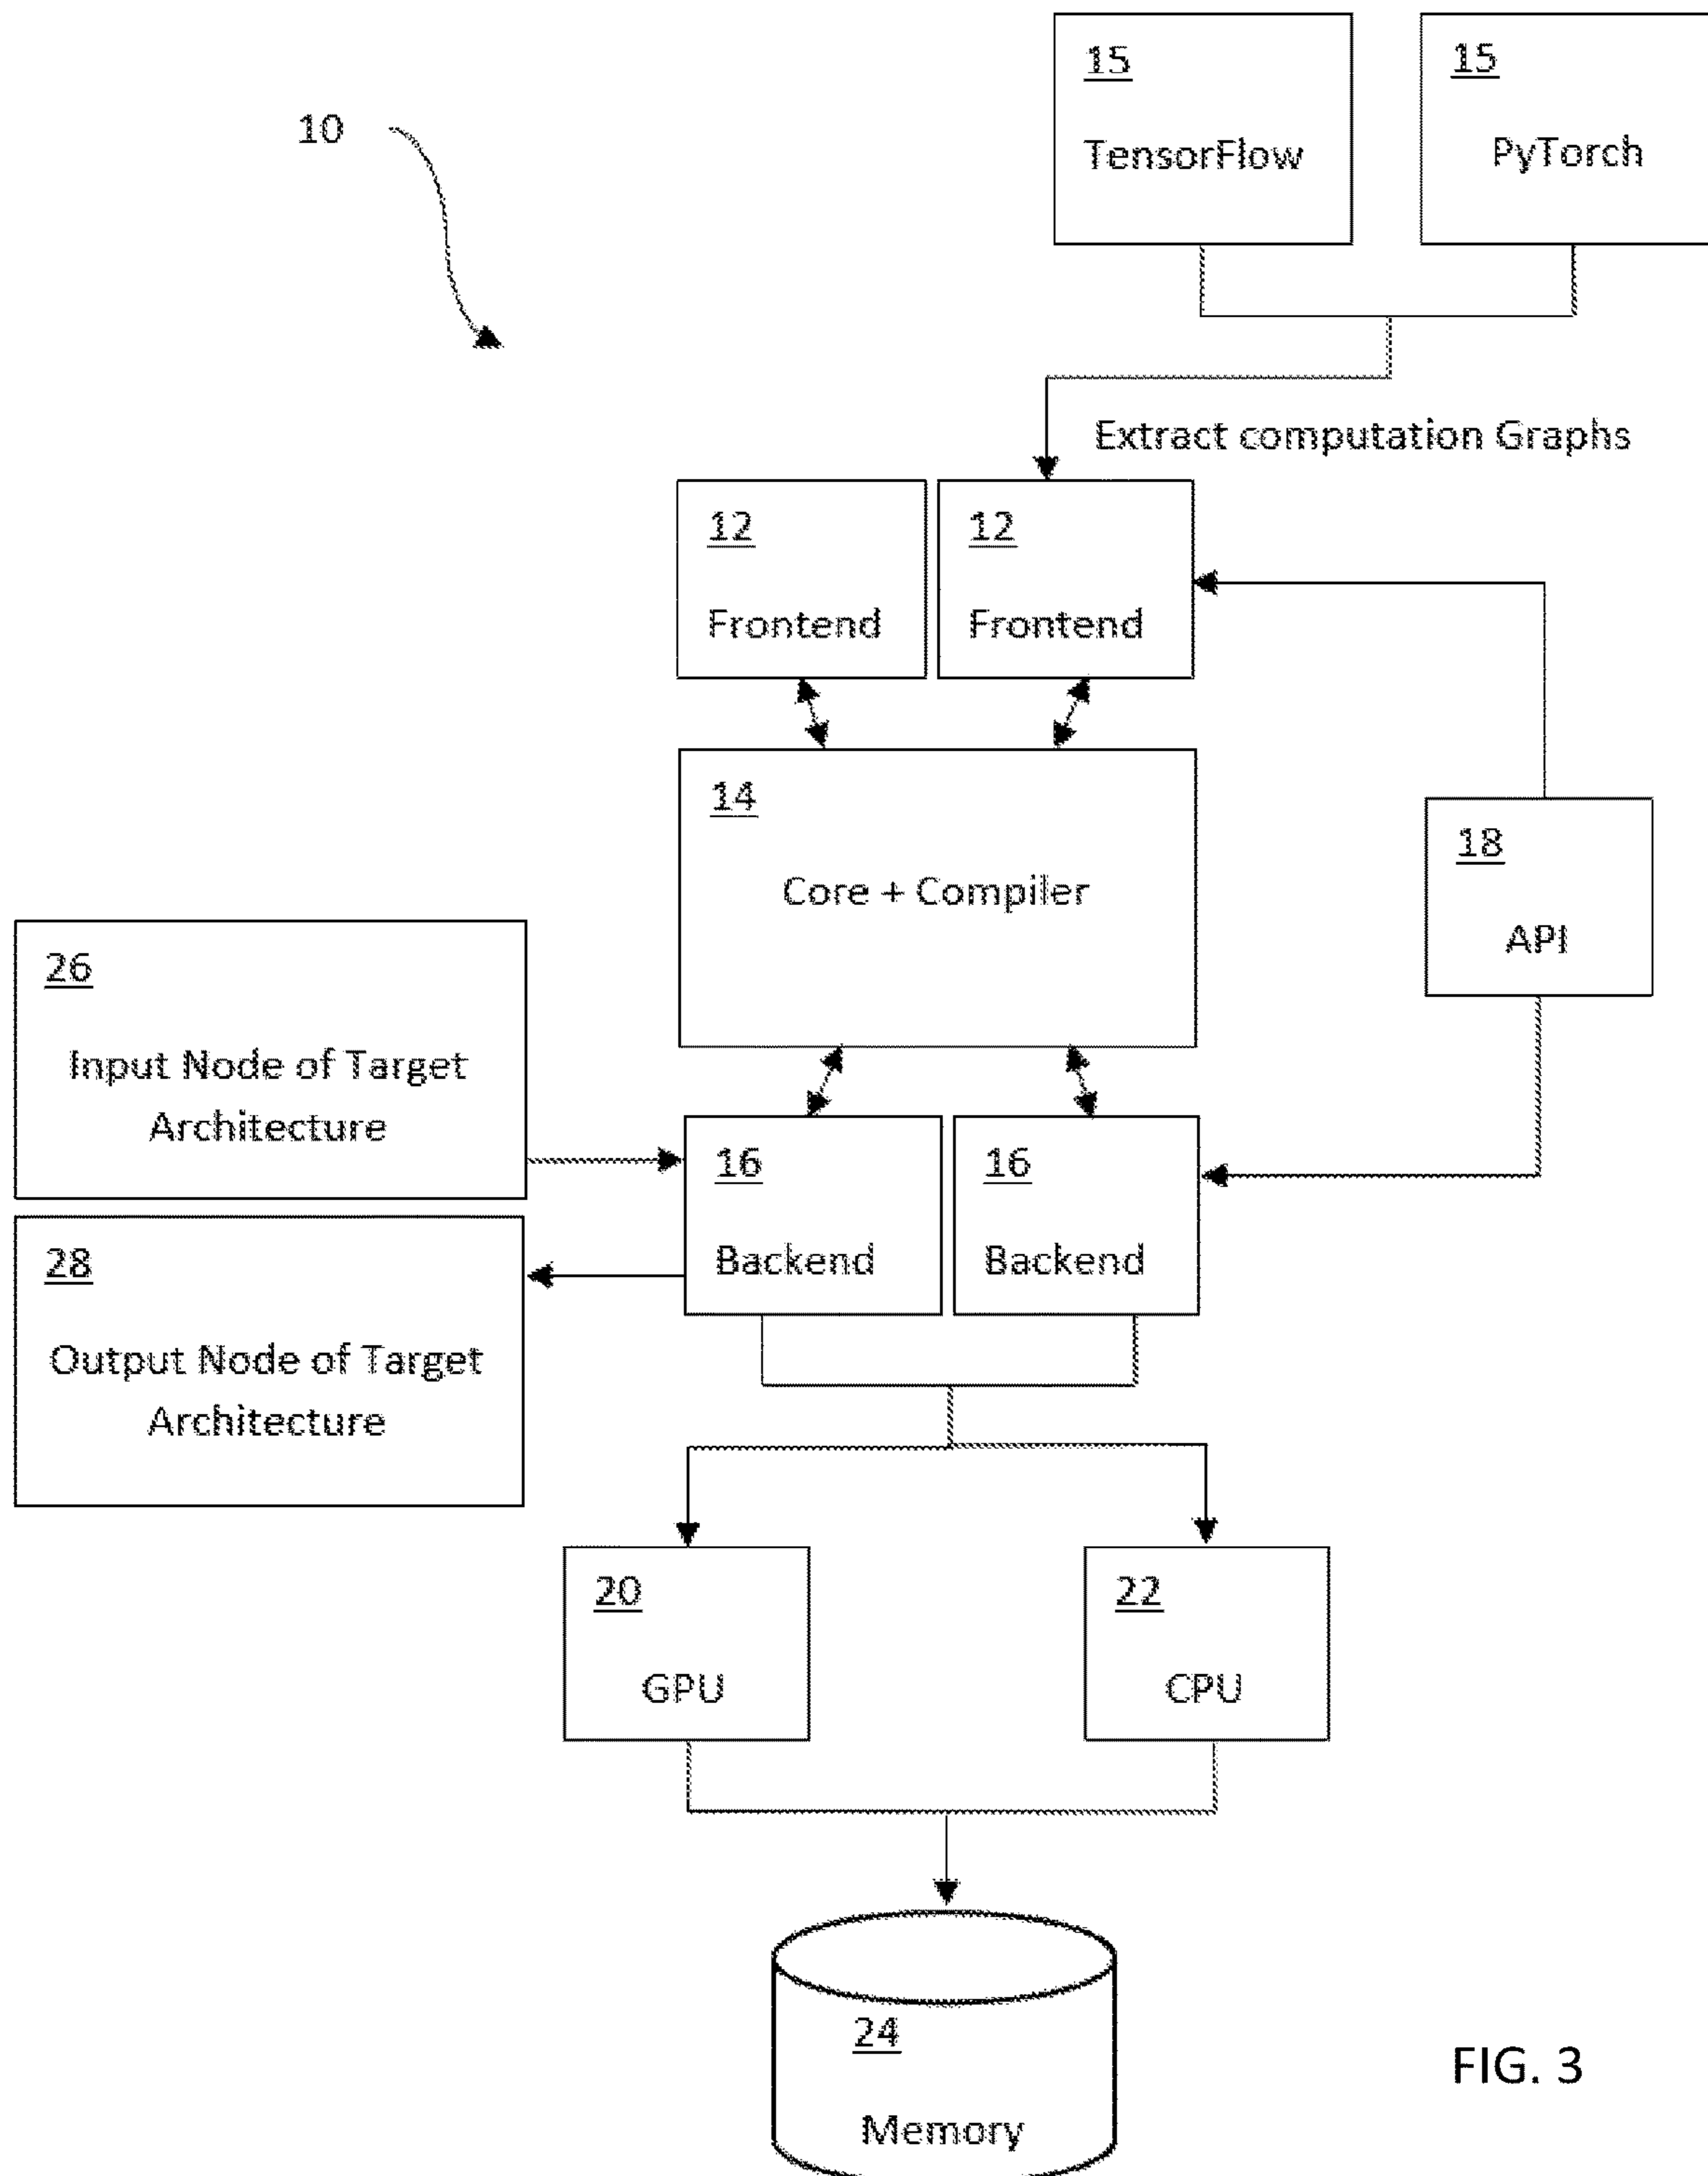 15
TensorFlow
15
PyTorch
10
Extract computation Graphs
12
Frontend
12
Frontend
14
Core + Compiler
18
API
26
Input Node of Target
Architecture
16
Backend
16
Backend
28
Output Node of Target
Architecture
20
GPU
22
CPU
24
Memory
FIG. 3